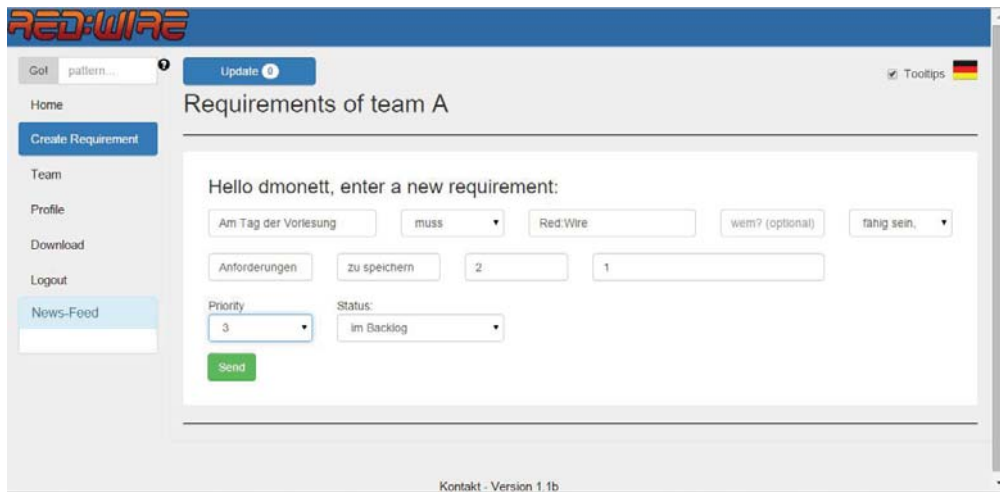 RED:WIRE
Go! pattern... ?
Update 0
Tooltips
Home
Requirements of team A
Create Requirement
Team
Hello dmonett, enter a new requirement:
Profile
Am Tag der Vorlesung muss Red:Wire wem? (optional) fähig sein,
Download
Anforderungen zu speichern 2 1
Logout
News-Feed
Priority Status:
3 im Backlog
Send
Kontakt - Version 1.1b